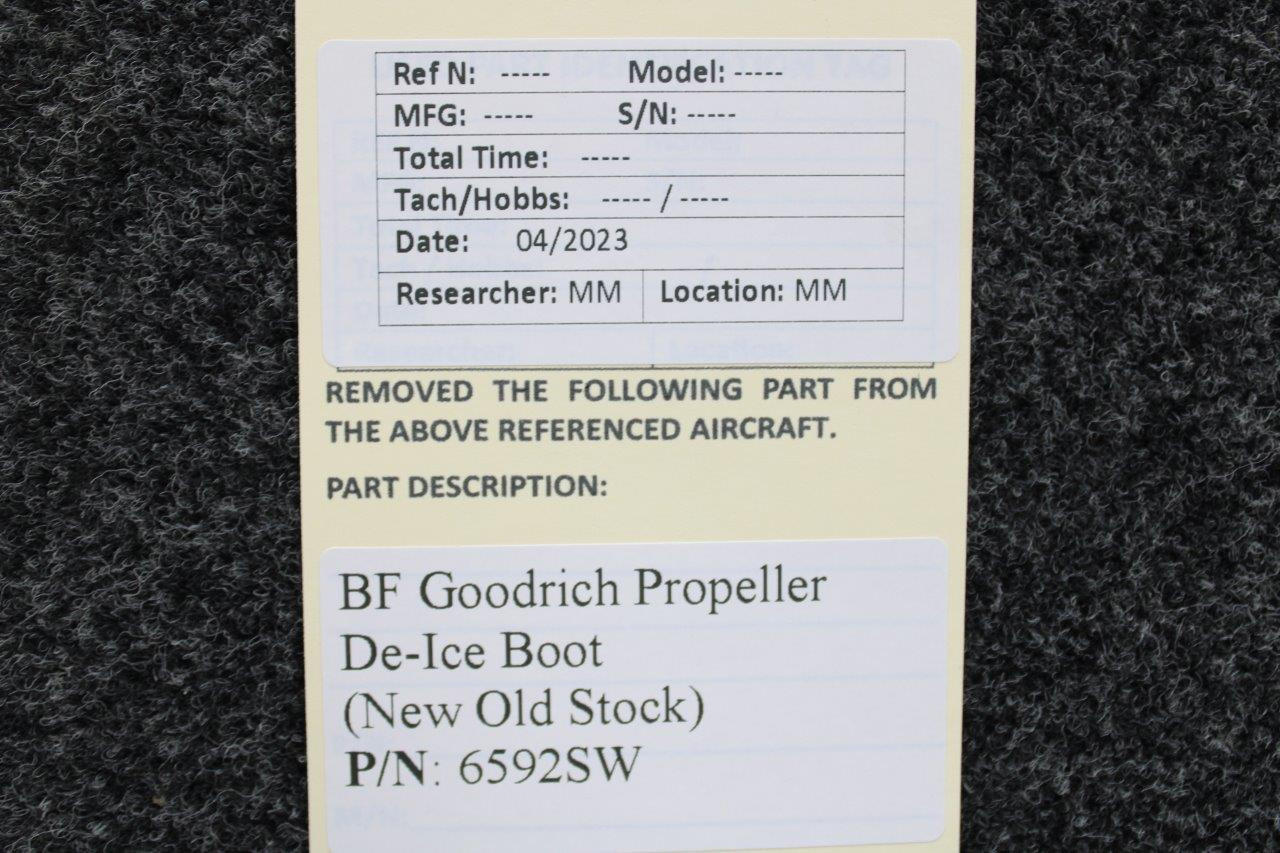 Ref N: ----- Model: -----
MFG: ----- S/N: -----
Total Time: -----
Tach/Hobbs: ----- / -----
Date: 04/2023
Researcher: MM Location: MM
REMOVED THE FOLLOWING PART FROM
THE ABOVE REFERENCED AIRCRAFT.
PART DESCRIPTION:
BF Goodrich Propeller
De-Ice Boot
(New Old Stock)
P/N: 6592SW
M/N: